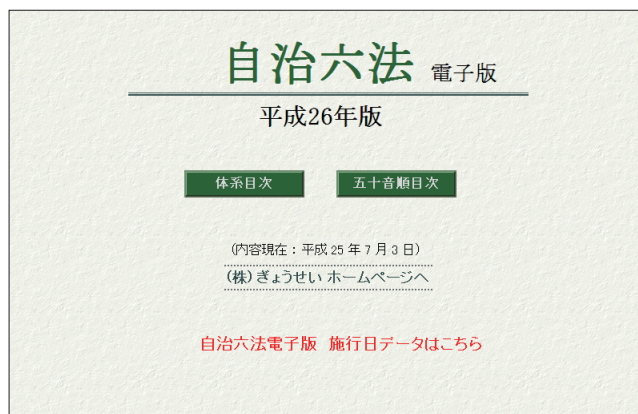 自治六法 電子版
平成26年版
体系目次 五十音順目次
(内容現在：平成 25 年 7 月 3 日)
(株)ぎょうせい ホームページへ
自治六法電子版 施行日データはこちら